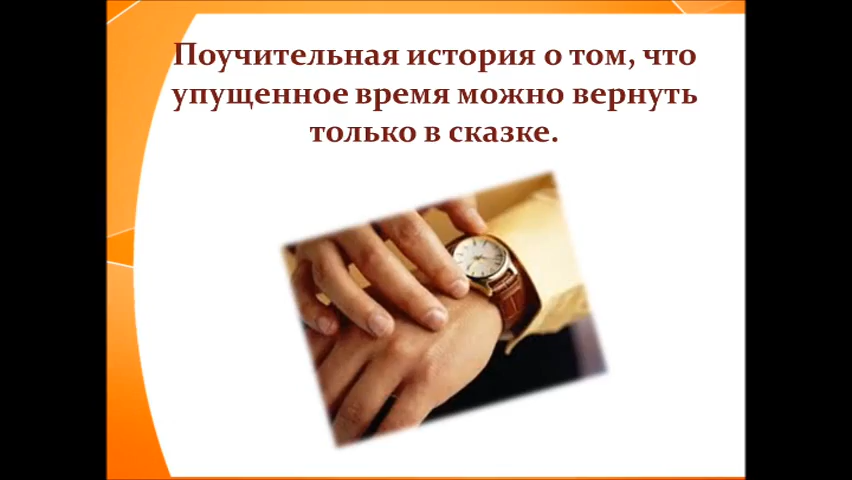 Поучительная история о том, что
упущенное время можно вернуть
только в сказке.